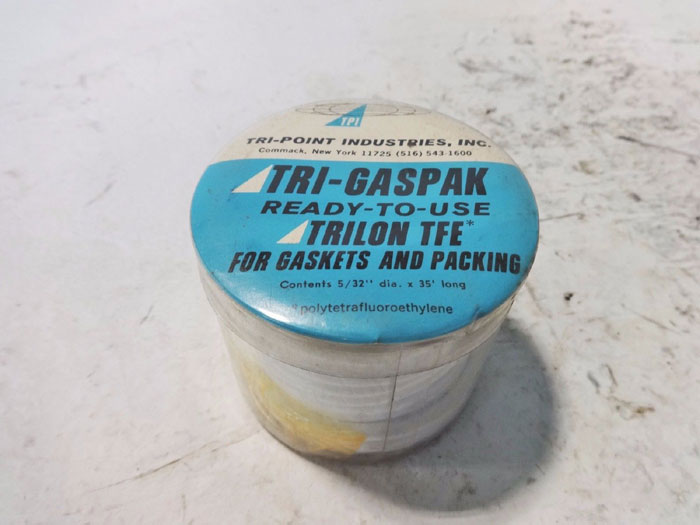 TPI
TRI-POINT INDUSTRIES, INC.
Commack, New York 11725 (516) 543-1600
TRI-GASPAK
READY-TO-USE
TRILON TFE*
FOR GASKETS AND PACKING
Contents 5/32" dia. x 35' long
*polytetrafluoroethylene